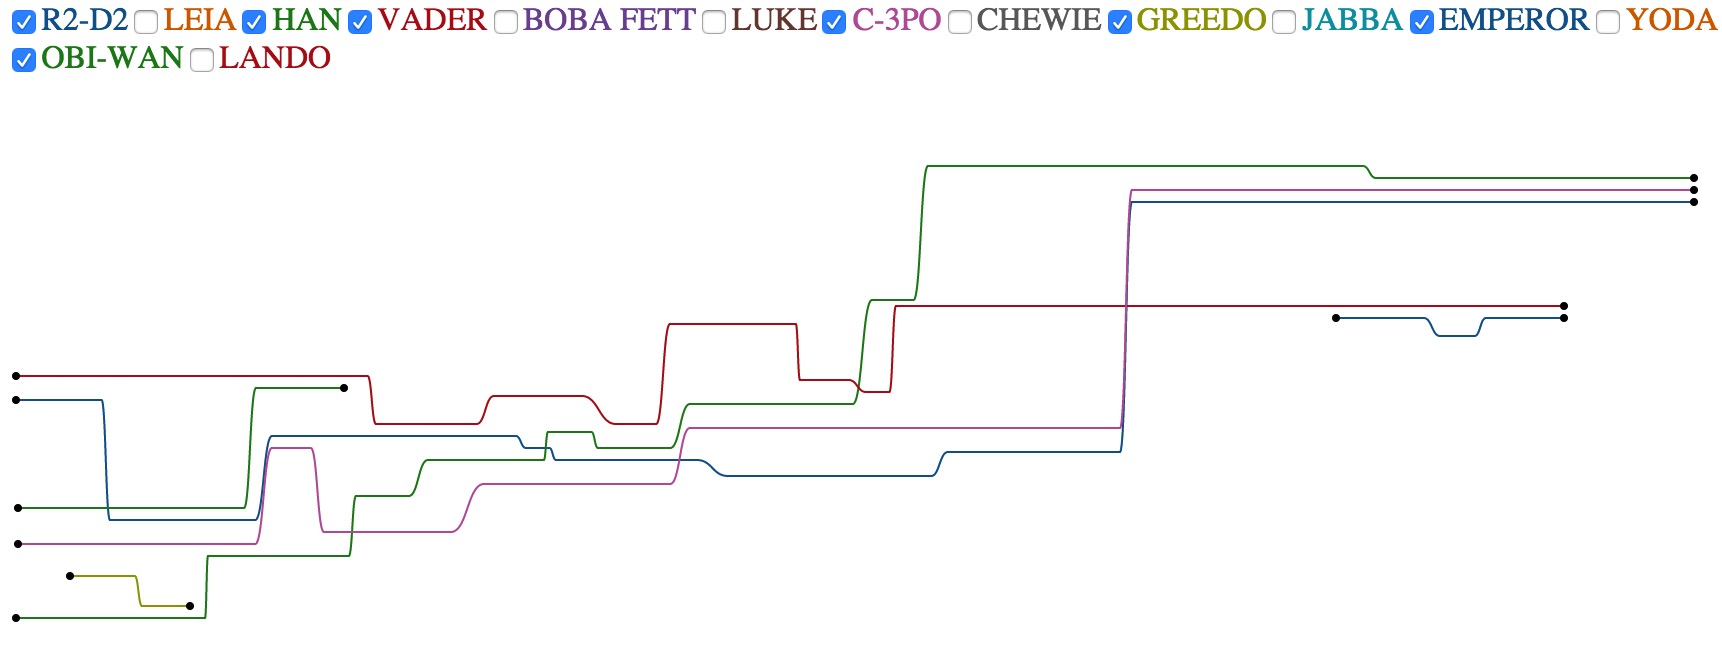 R2-D2 LEIA HAN VADER BOBA FETT LUKE C-3PO CHEWIE GREEDO JABBA EMPEROR YODA
OBI-WAN LANDO